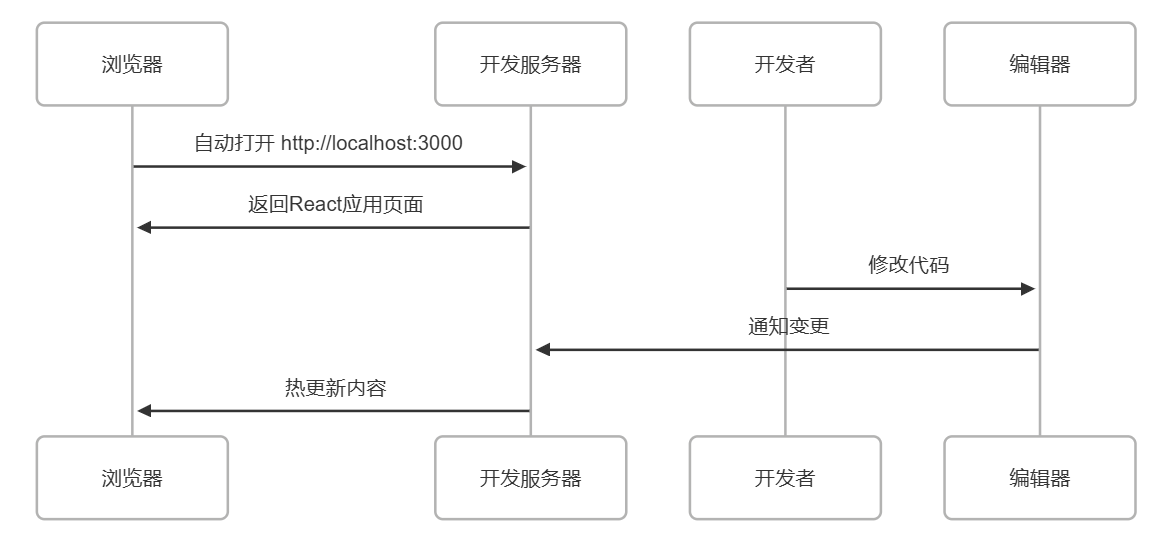 浏览器
开发服务器
开发者
编辑器
自动打开 http://localhost:3000
返回React应用页面
修改代码
通知变更
热更新内容
浏览器
开发服务器
开发者
编辑器